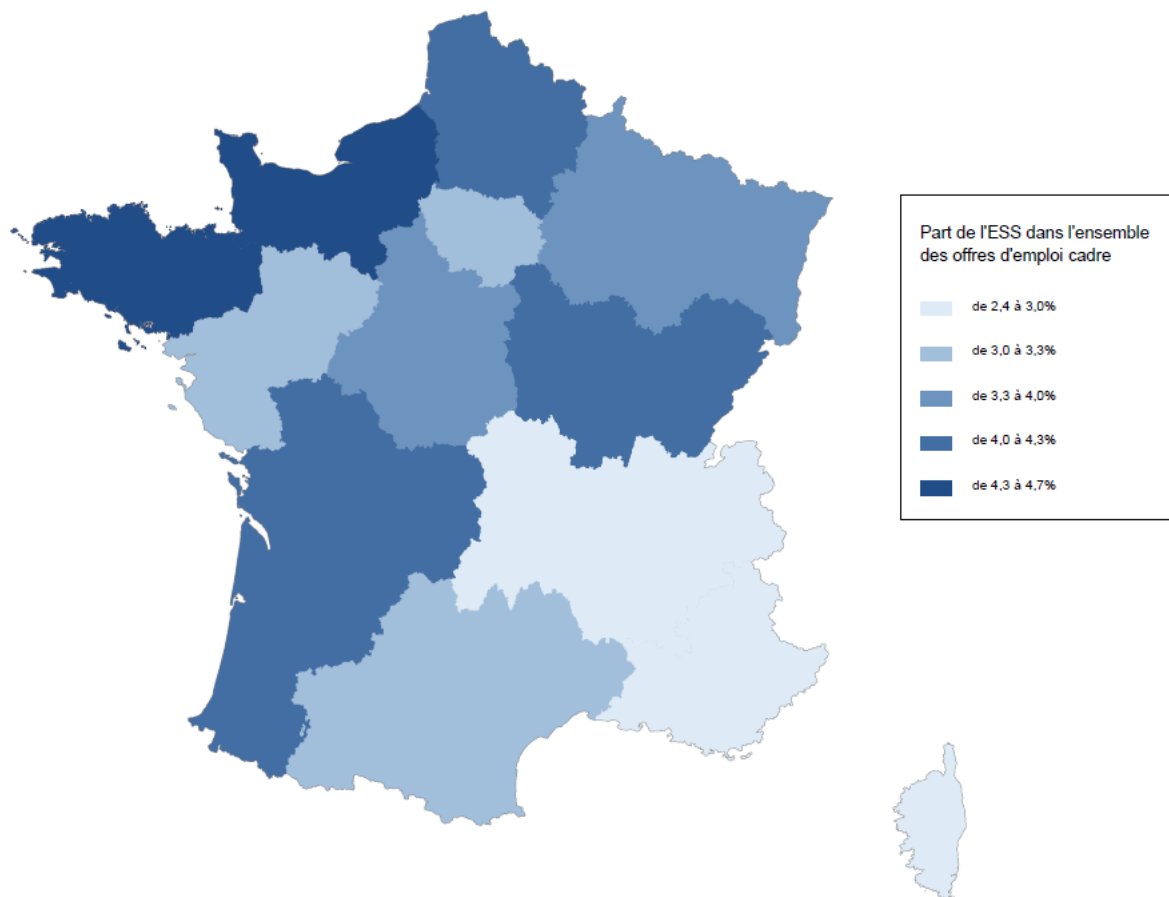 Part de l'ESS dans l'ensemble
des offres d'emploi cadre
de 2,4 à 3,0%
de 3,0 à 3,3%
de 3,3 à 4,0%
de 4,0 à 4,3%
de 4,3 à 4,7%